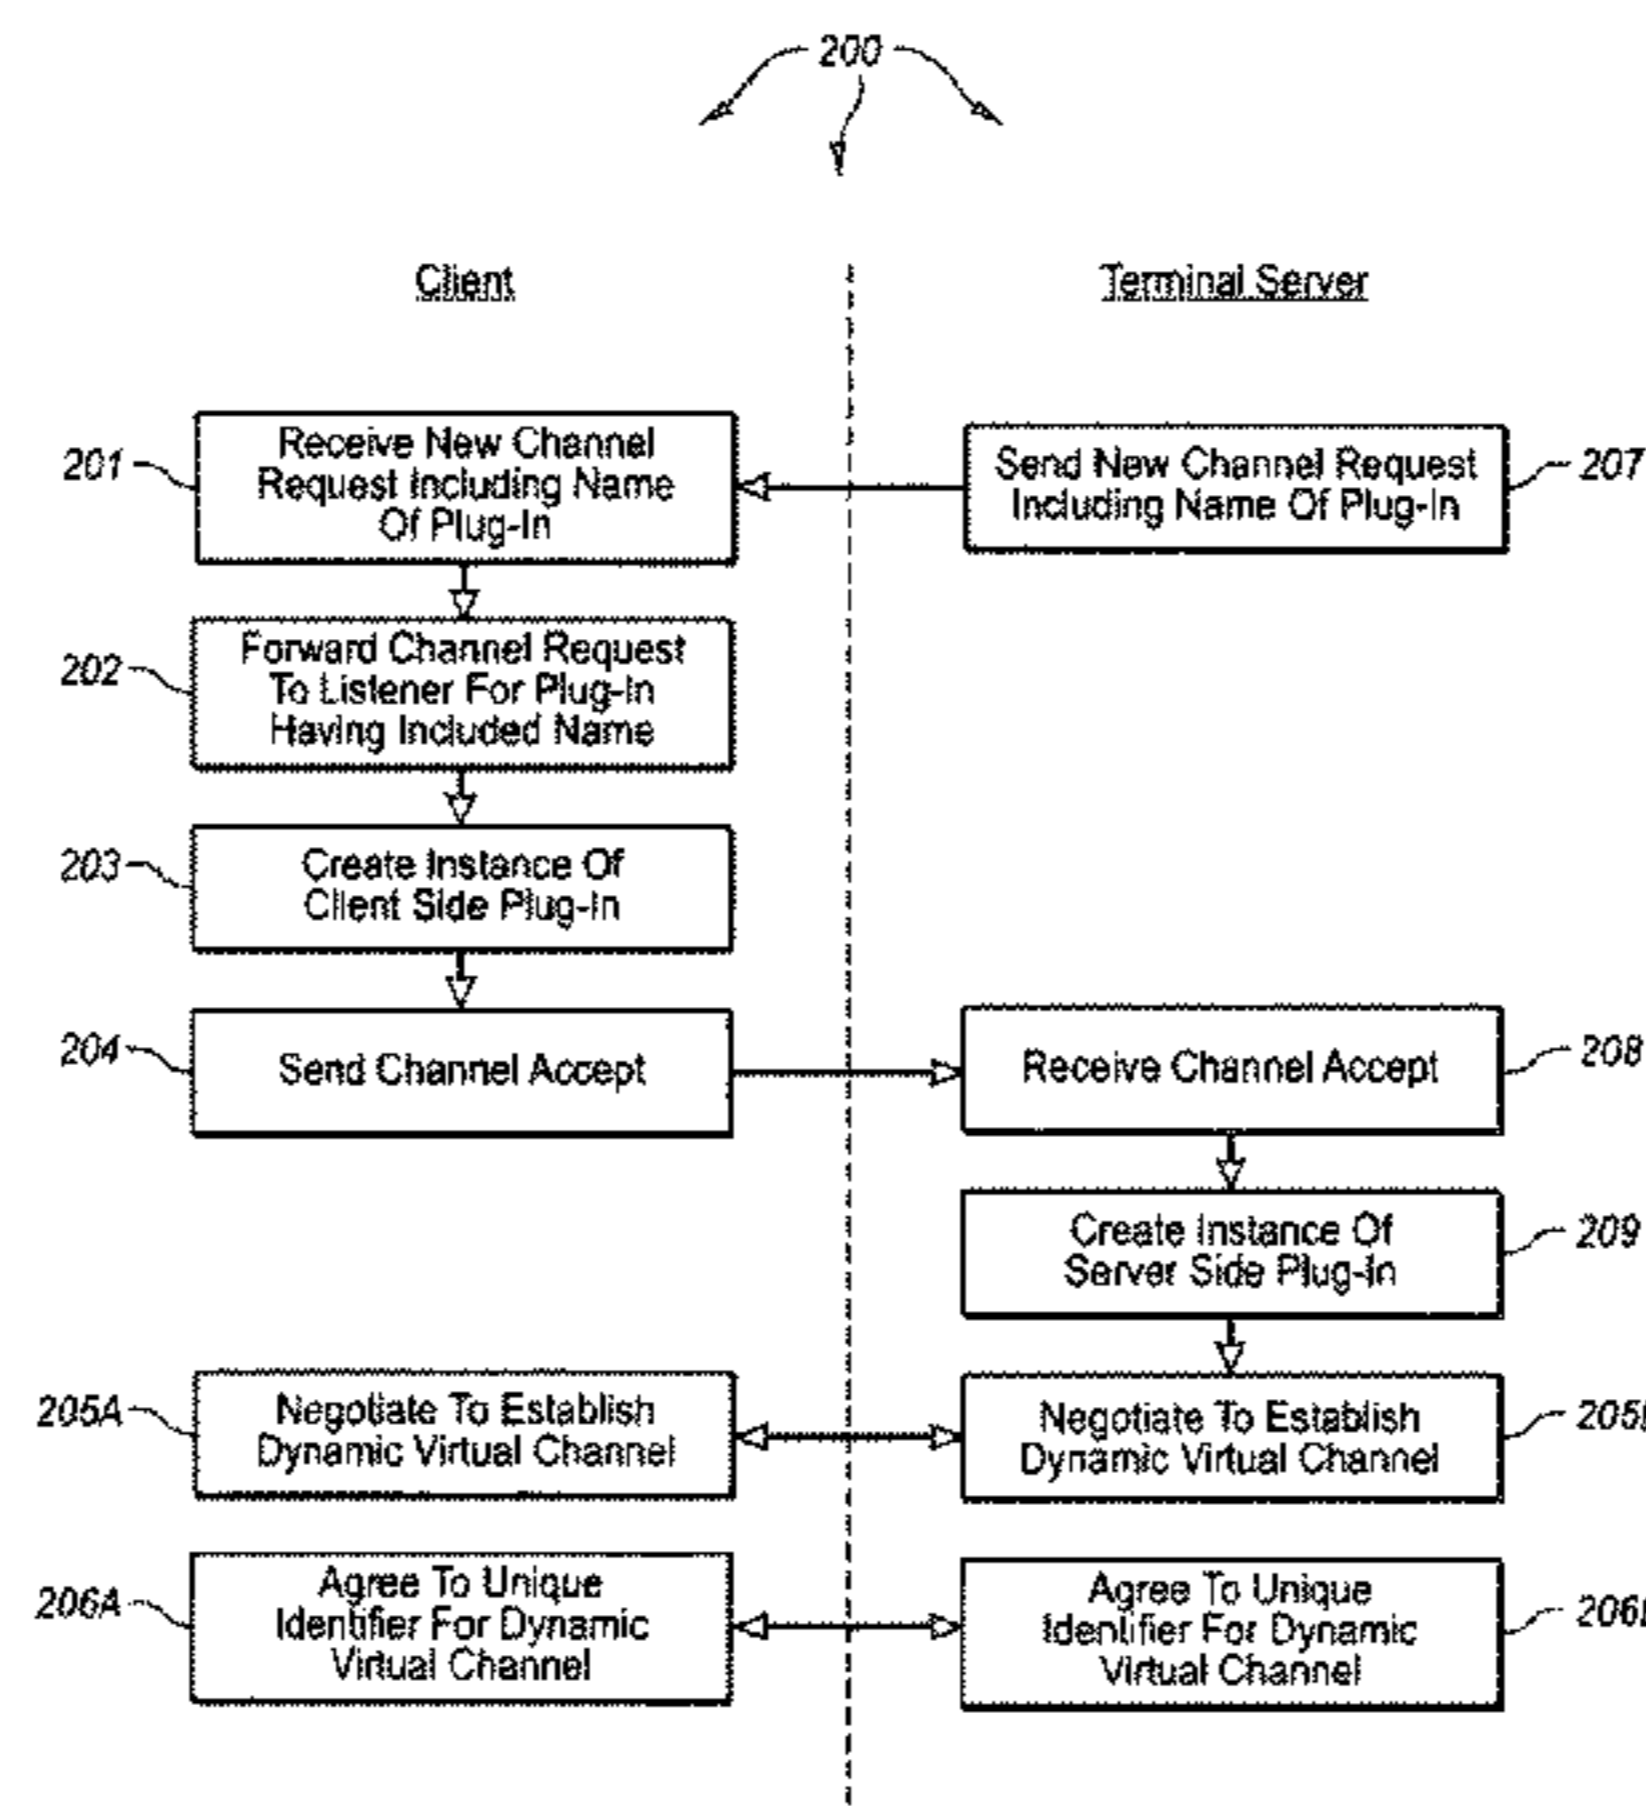 200
Client
Terminal Server
201
Receive New Channel
Request Including Name
Of Plug-In
Send New Channel Request
Including Name Of Plug-In
207
202
Forward Channel Request
To Listener For Plug-In
Having Included Name
203
Create Instance Of
Client Side Plug-In
204
Send Channel Accept
Receive Channel Accept
208
Create Instance Of
Server Side Plug-In
209
205A
Negotiate To Establish
Dynamic Virtual Channel
Negotiate To Establish
Dynamic Virtual Channel
205
206A
Agree To Unique
Identifier For Dynamic
Virtual Channel
Agree To Unique
Identifier For Dynamic
Virtual Channel
206